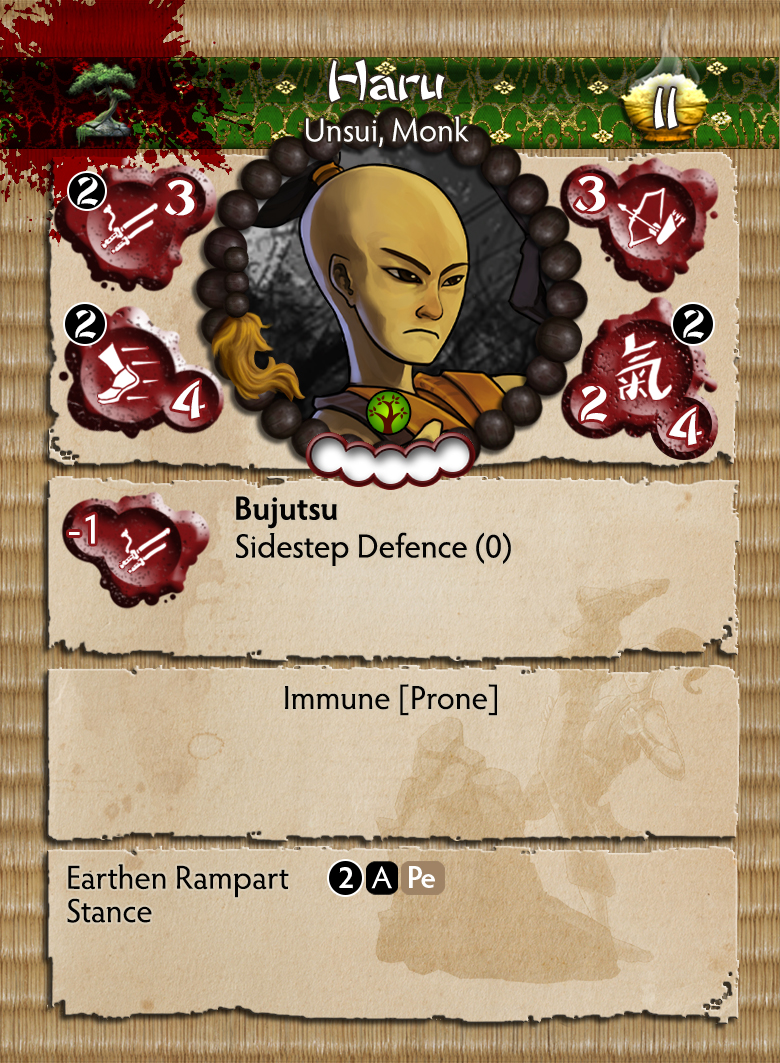 Haru
11
Unsui, Monk
2 3
3
2
4
2
氣
2 4
-1
Bujutsu
Sidestep Defence (0)
Immune [Prone]
Earthen Rampart 2 A Pe
Stance